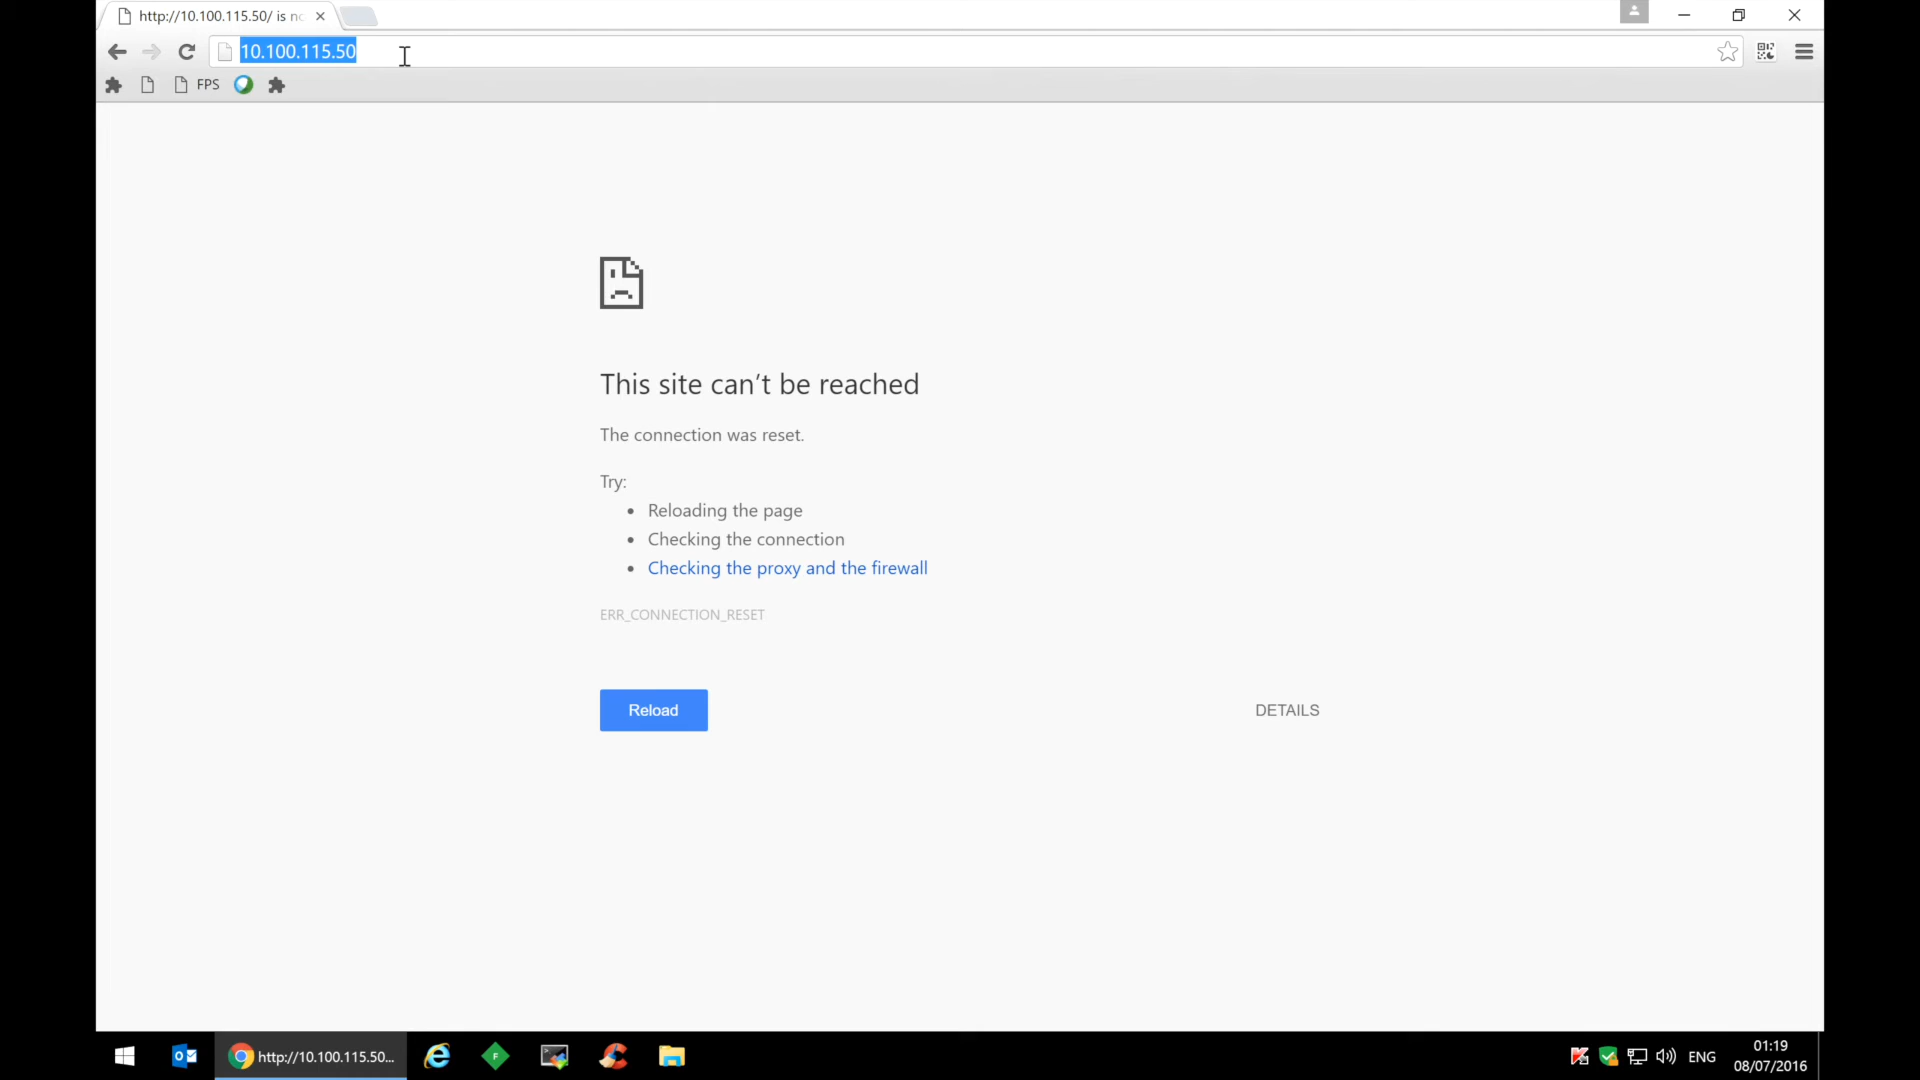 http://10.100.115.50/ is no
10.100.115.50
FPS
This site can't be reached
The connection was reset.
Try:
Reloading the page
Checking the connection
Checking the proxy and the firewall
ERR_CONNECTION_RESET
Reload
DETAILS
http://10.100.115.50...
ENG
01:19
08/07/2016